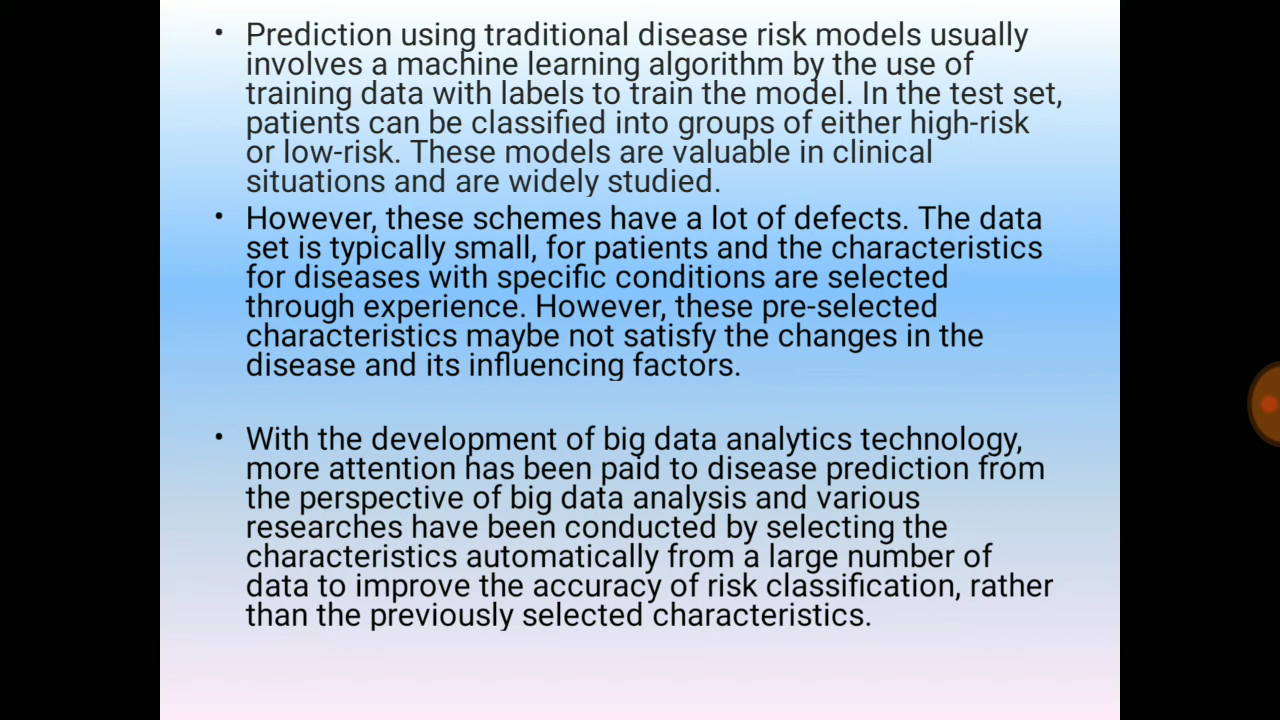 • Prediction using traditional disease risk models usually
involves a machine learning algorithm by the use of
training data with labels to train the model. In the test set,
patients can be classified into groups of either high-risk
or low-risk. These models are valuable in clinical
situations and are widely studied.
• However, these schemes have a lot of defects. The data
set is typically small, for patients and the characteristics
for diseases with specific conditions are selected
through experience. However, these pre-selected
characteristics maybe not satisfy the changes in the
disease and its influencing factors.
• With the development of big data analytics technology,
more attention has been paid to disease prediction from
the perspective of big data analysis and various
researches have been conducted by selecting the
characteristics automatically from a large number of
data to improve the accuracy of risk classification, rather
than the previously selected characteristics.